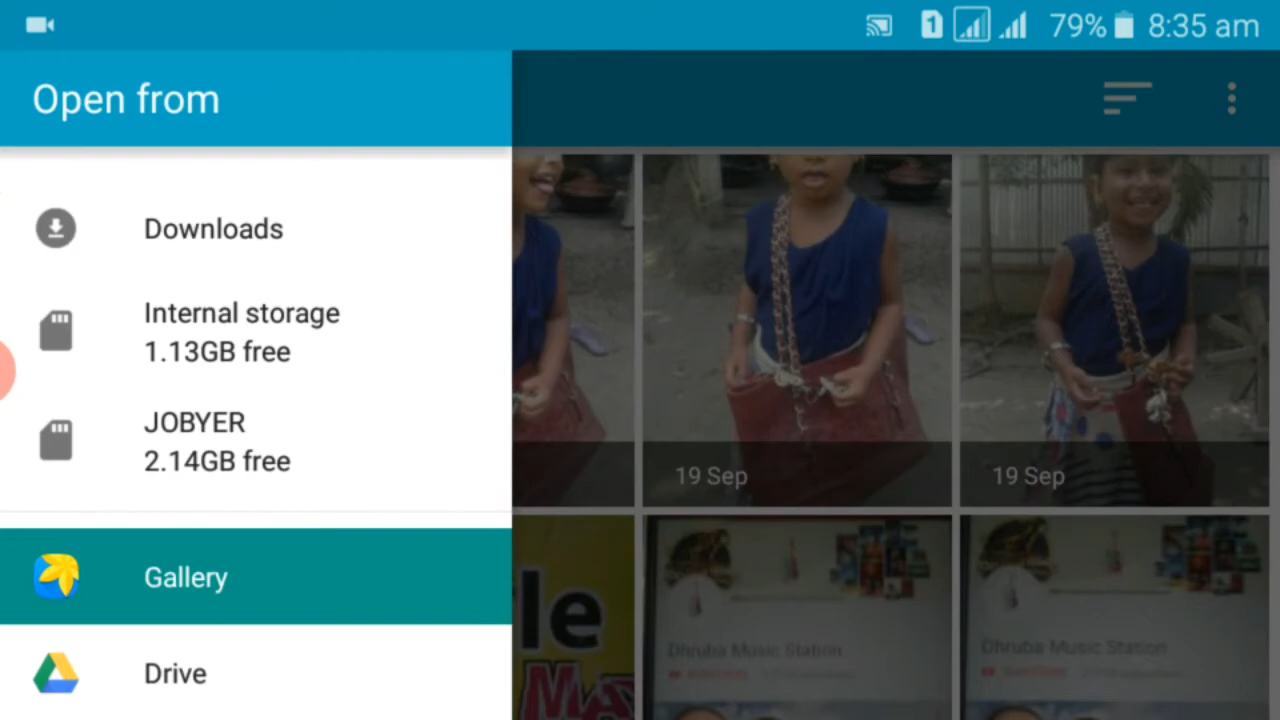 79% 8:35 am
Open from
Downloads
Internal storage
1.13GB free
JOBYER
2.14GB free
Gallery
Drive
19 Sep
19 Sep
le
Dhruba Music Station
Dhruba Music Station